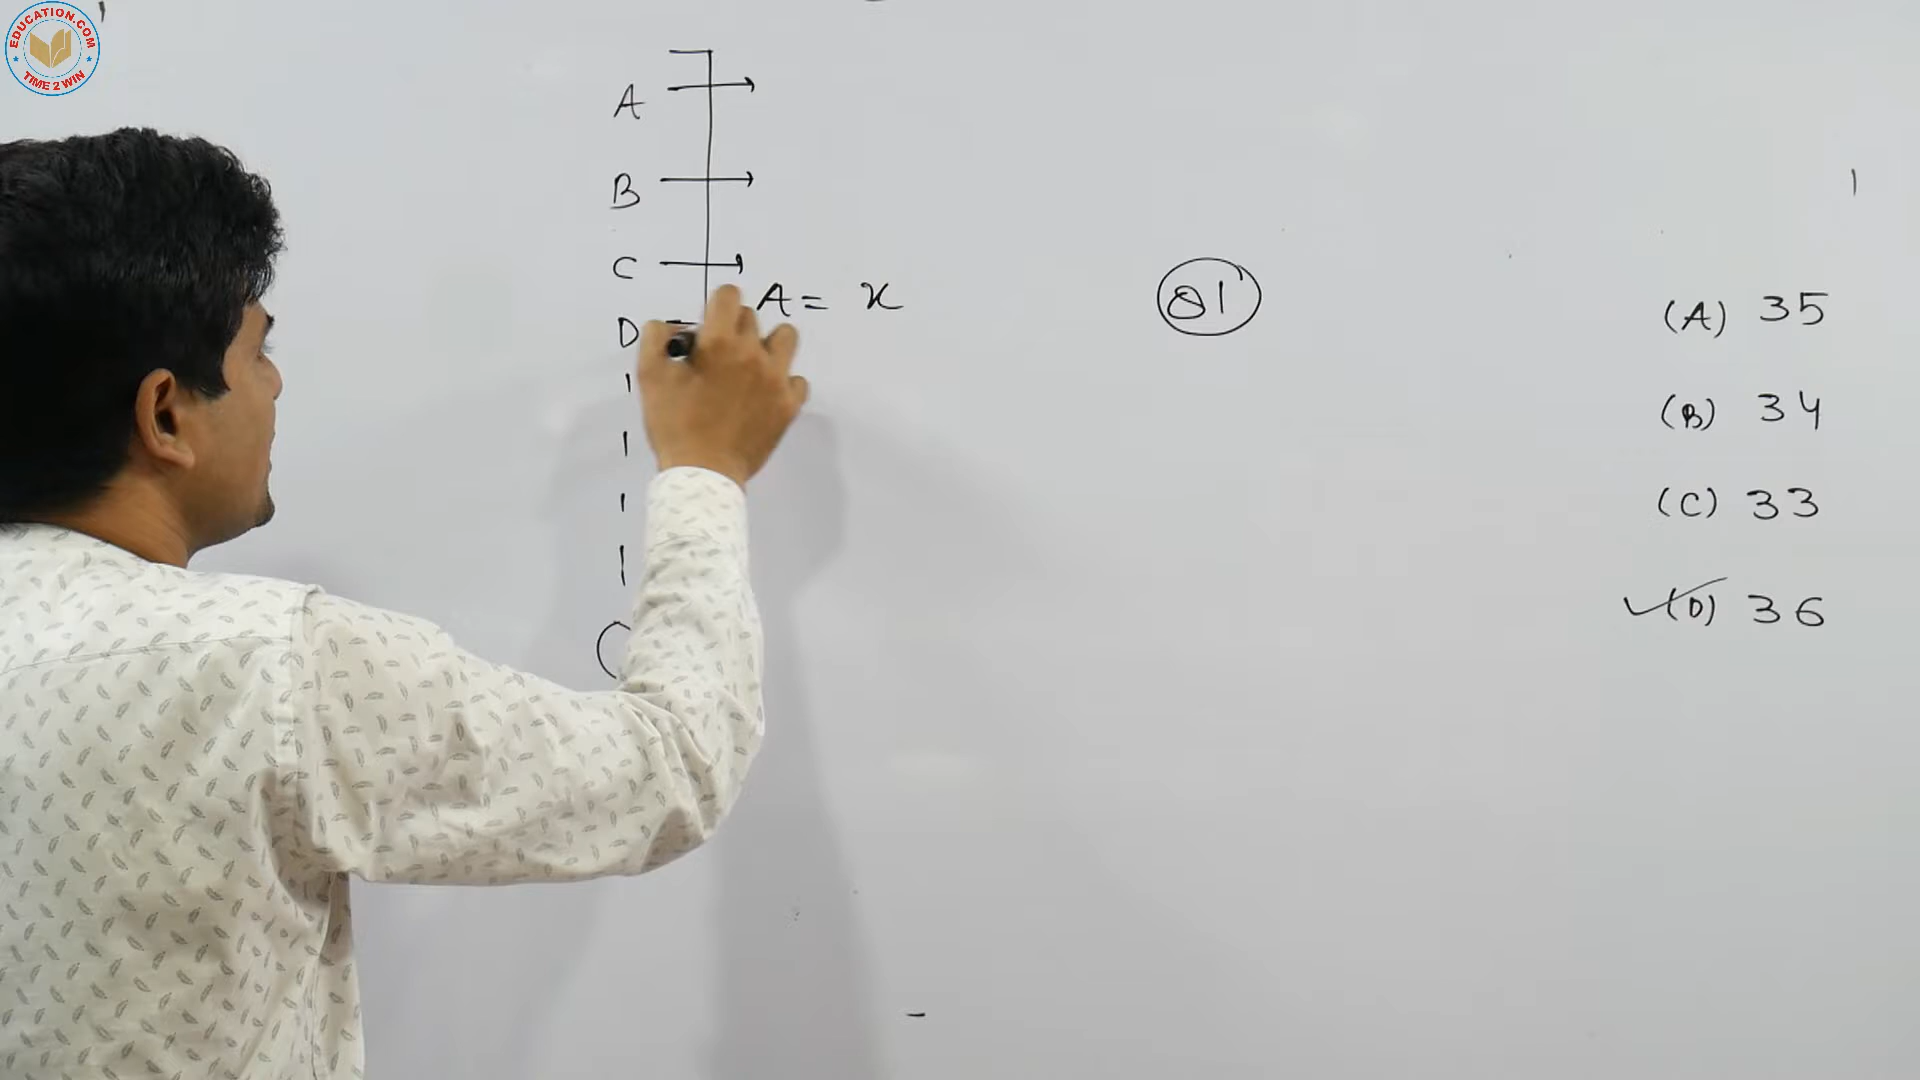 EDUCATION.COM
TIME 2 WIN
A
B
C
D
A = x
81
(A) 35
(B) 34
(C) 33
(D) 36